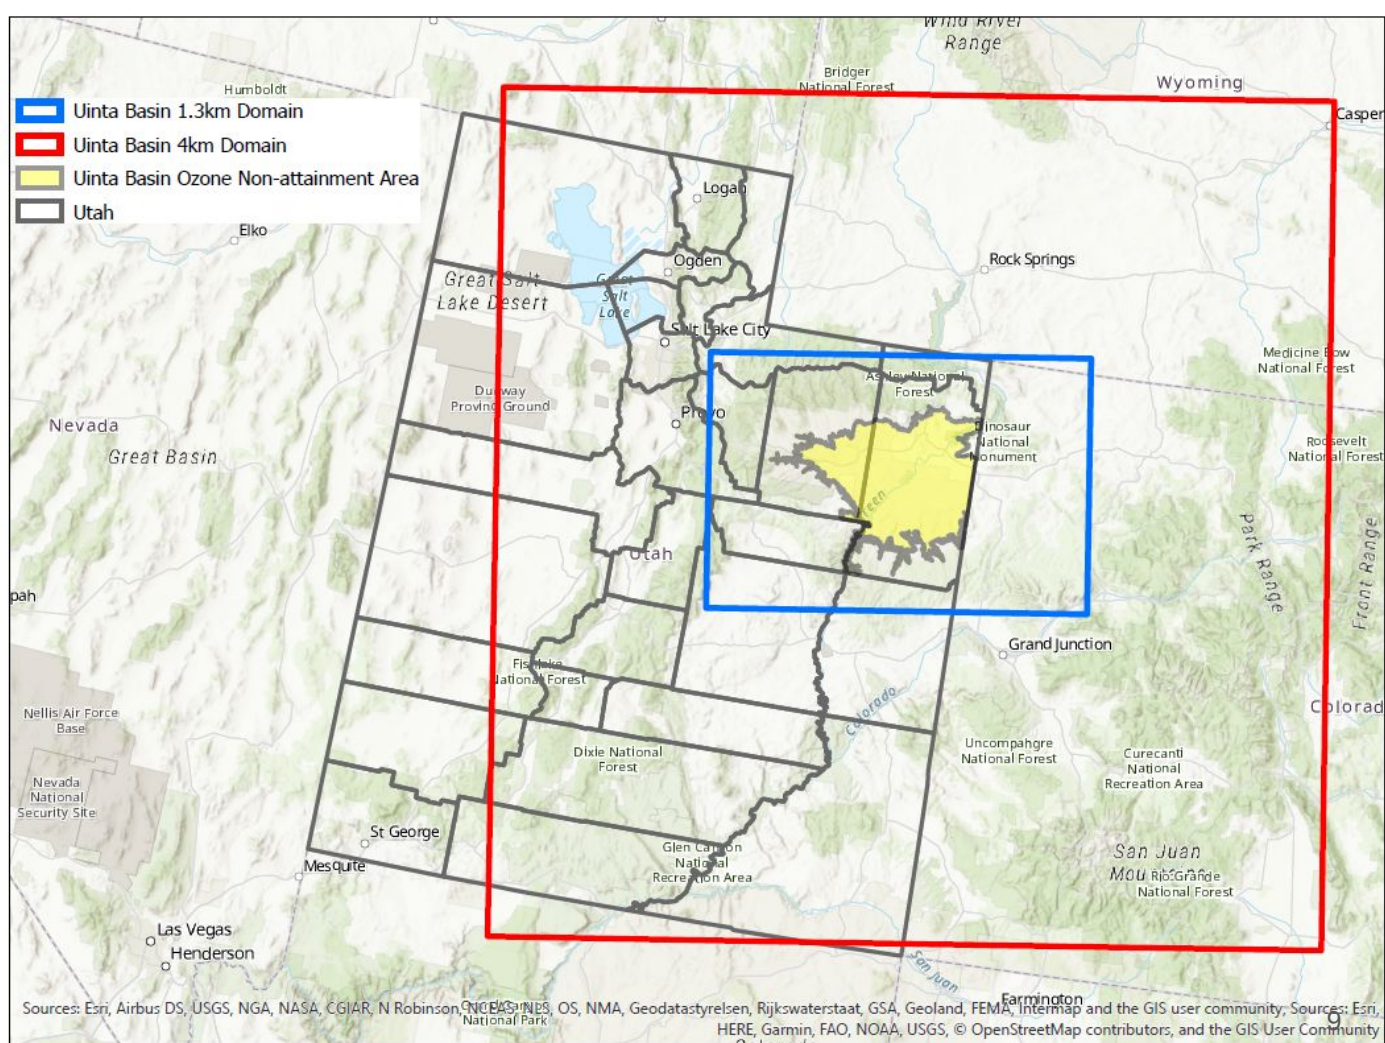 Wind River
Range
Bridger
National Forest
Wyoming
Humboldt
Casper
Uinta Basin 1.3km Domain
Uinta Basin 4km Domain
Uinta Basin Ozone Non-attainment Area
Utah
Logan
Elko
Ogden
Rock Springs
Great Salt
Lake Desert
Great
Salt
Lake
Salt Lake City
Medicine Bow
National Forest
Ashley National
Forest
Dugway
Proving Ground
Provo
Nevada
Great Basin
Dinosaur
National
Monument
Roosevelt
National Forest
Green
Park Range
Front Range
Utah
pah
Grand Junction
Fishlake
National Forest
Colorado
Colorad
Nellis Air Force
Base
Dixie National
Forest
Uncompahgre
National Forest
Curecanti
National
Recreation Area
Nevada
National
Security Site
St George
Mesquite
Glen Canyon
National
Recreation Area
San Juan
Rio Grande
National Forest
Las Vegas
Henderson
San Juan
Farmington
National Park
Sources: Esri, Airbus DS, USGS, NGA, NASA, CGIAR, N Robinson, NCEAS, NLS, OS, NMA, Geodatastyrelsen, Rijkswaterstaat, GSA, Geoland, FEMA, Intermap and the GIS user community, Sources: Esri,
HERE, Garmin, FAO, NOAA, USGS, © OpenStreetMap contributors, and the GIS User Community
9